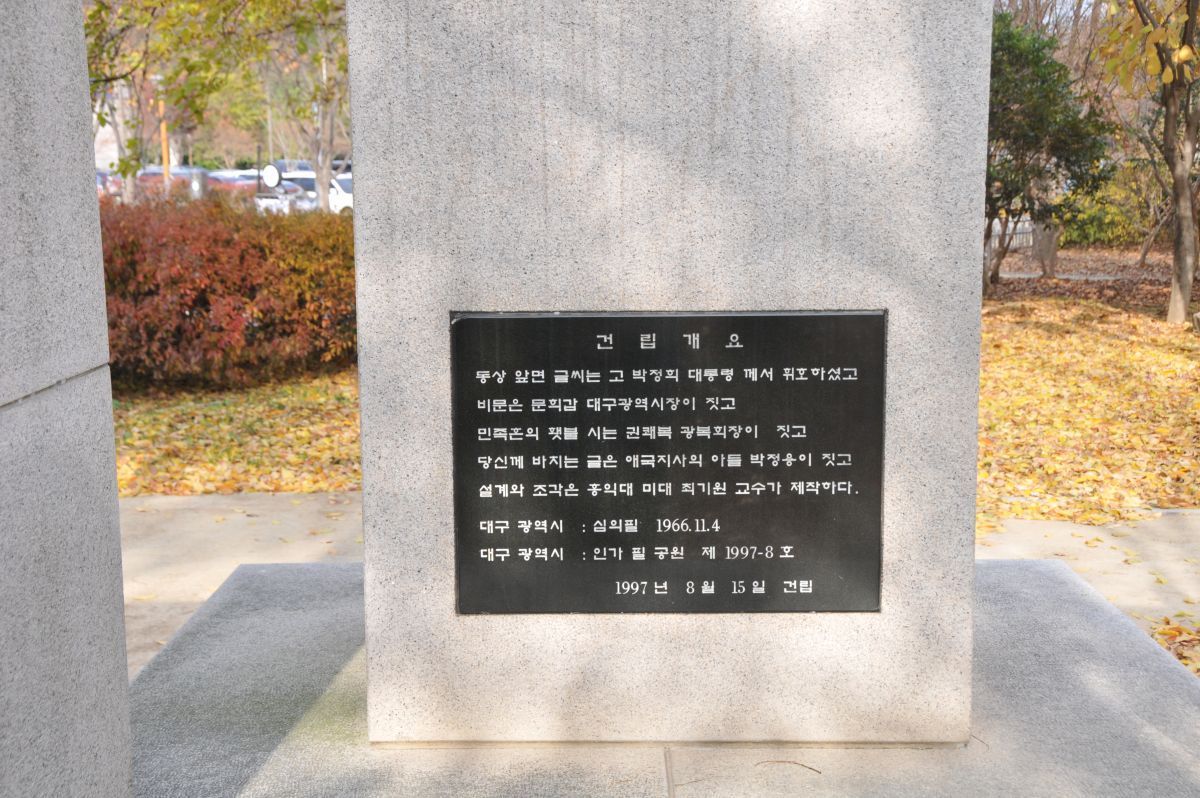 건립개요
동상 앞면 글씨는 고 박정희 대통령 께서 휘호하셨고
비문은 문희갑 대구광역시장이 짓고
민족혼의 횃불 시는 권쾌복 광복회장이 짓고
당신께 바치는 글은 애국지사의 아들 박정용이 짓고
설계와 조각은 홍익대 미대 최기원 교수가 제작하다.
대구 광역시 : 심의필 1966.11.4
대구 광역시 : 인가 필 공원 제 1997-8 호
1997 년 8 월 15 일 건립